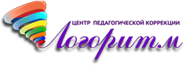 ЦЕНТР ПЕДАГОГИЧЕСКОЙ КОРРЕКЦИИ
Логоритм